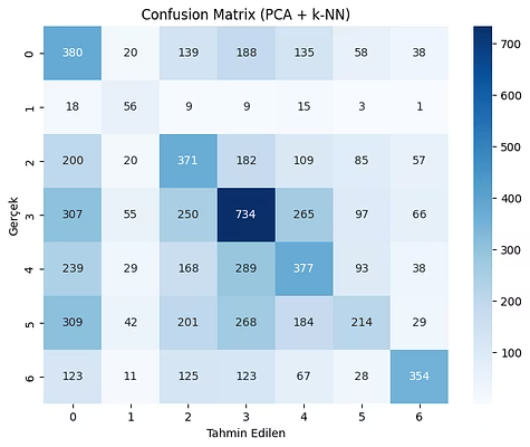 Confusion Matrix (PCA + k-NN)
0 380 20 139 188 135 58 38
1 18 56 9 9 15 3 1
2 200 20 371 182 109 85 57
3 307 55 250 734 265 97 66
4 239 29 168 289 377 93 38
5 309 42 201 268 184 214 29
6 123 11 125 123 67 28 354
0 1 2 3 4 5 6
Gerçek
Tahmin Edilen
700
600
500
400
300
200
100